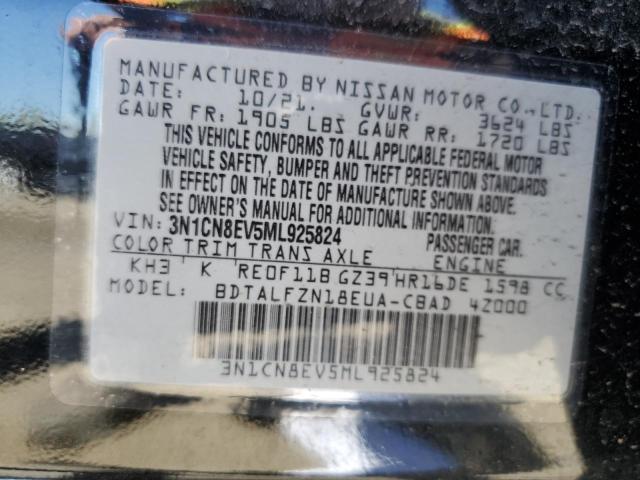 MANUFACTURED BY NISSAN MOTOR CO., LTD.
DATE: 10/21. GVWR: 3624 LBS
GAWR FR: 1905 LBS GAWR RR: 1720 LBS
THIS VEHICLE CONFORMS TO ALL APPLICABLE FEDERAL MOTOR
VEHICLE SAFETY, BUMPER AND THEFT PREVENTION STANDARDS
IN EFFECT ON THE DATE OF MANUFACTURE SHOWN ABOVE.
SEE OWNER'S MANUAL FOR ADDITIONAL INFORMATION.
VIN: 3N1CN8EV5ML925824 PASSENGER CAR.
COLOR TRIM TRANS AXLE ENGINE
KH3 K RE0F11B GZ39 HR16DE 1598 CC
MODEL: BDTALFZN18EUA-CBAD 42000
3N1CN8EV5ML925824